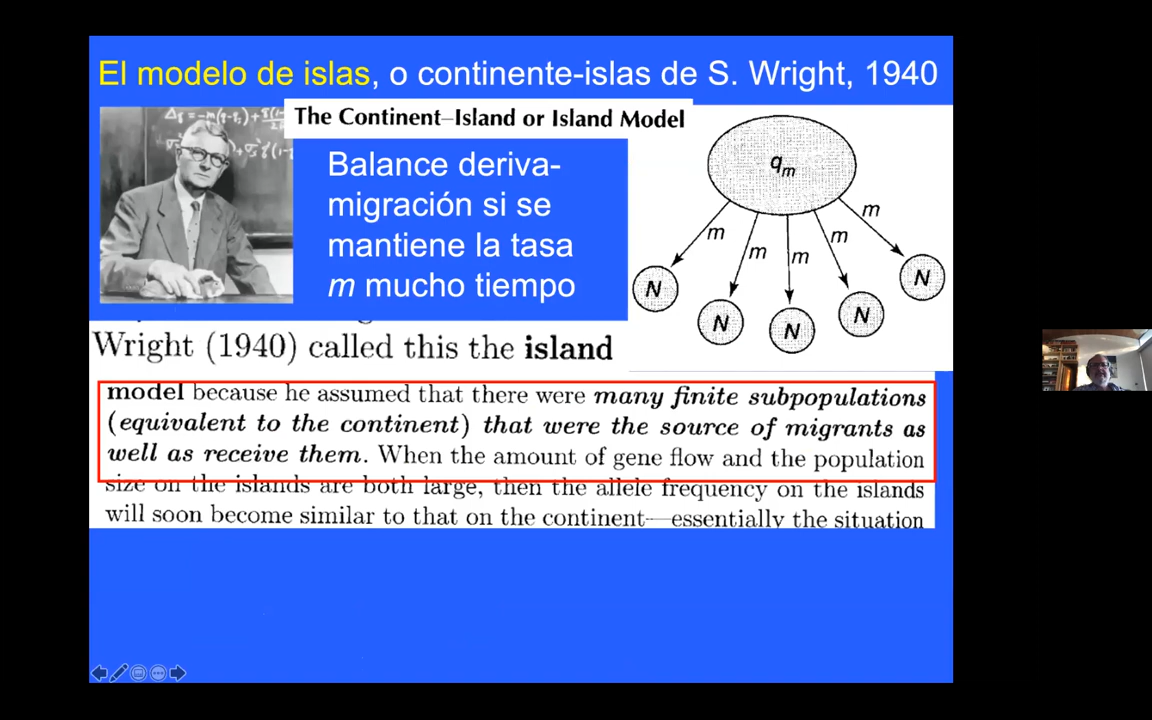 El modelo de islas, o continente-islas de S. Wright, 1940
The Continent–Island or Island Model
Balance deriva-
migración si se
mantiene la tasa
m mucho tiempo
qm
m
m
m
m
m
N
N
N
N
N
Wright (1940) called this the island
model because he assumed that there were many finite subpopulations
(equivalent to the continent) that were the source of migrants as
well as receive them. When the amount of gene flow and the population
size on the islands are both large, then the allele frequency on the islands
will soon become similar to that on the continent—essentially the situation